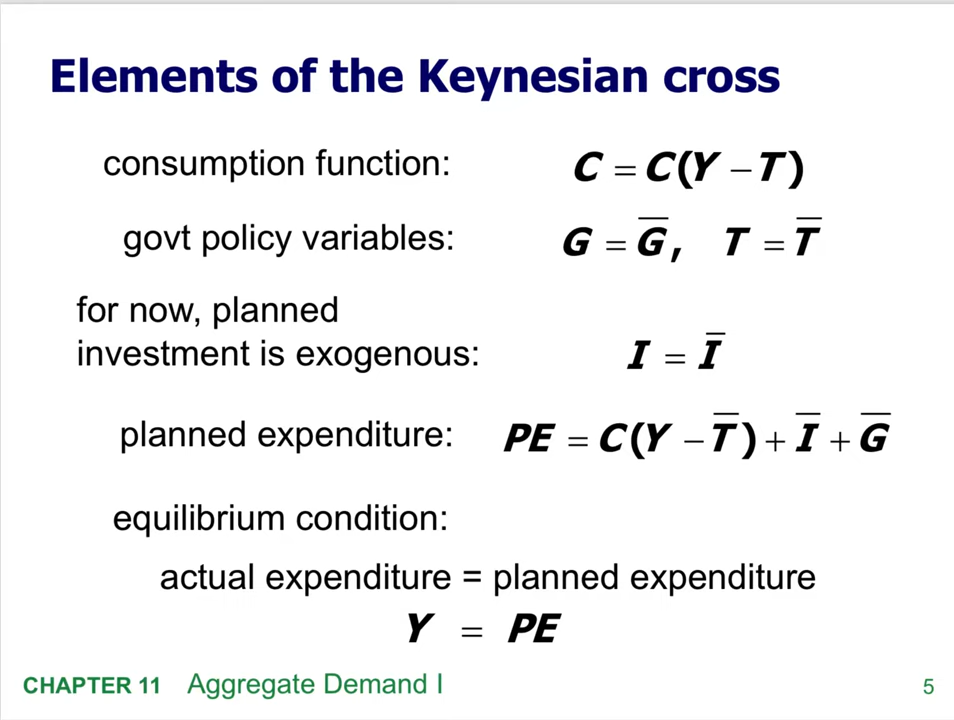 Elements of the Keynesian cross
consumption function: C = C(Y − T)
govt policy variables: G = G̅, T = T̅
for now, planned
investment is exogenous: I = I̅
planned expenditure: PE = C(Y − T̅) + I̅ + G̅
equilibrium condition:
actual expenditure = planned expenditure
Y = PE
CHAPTER 11 Aggregate Demand I 5